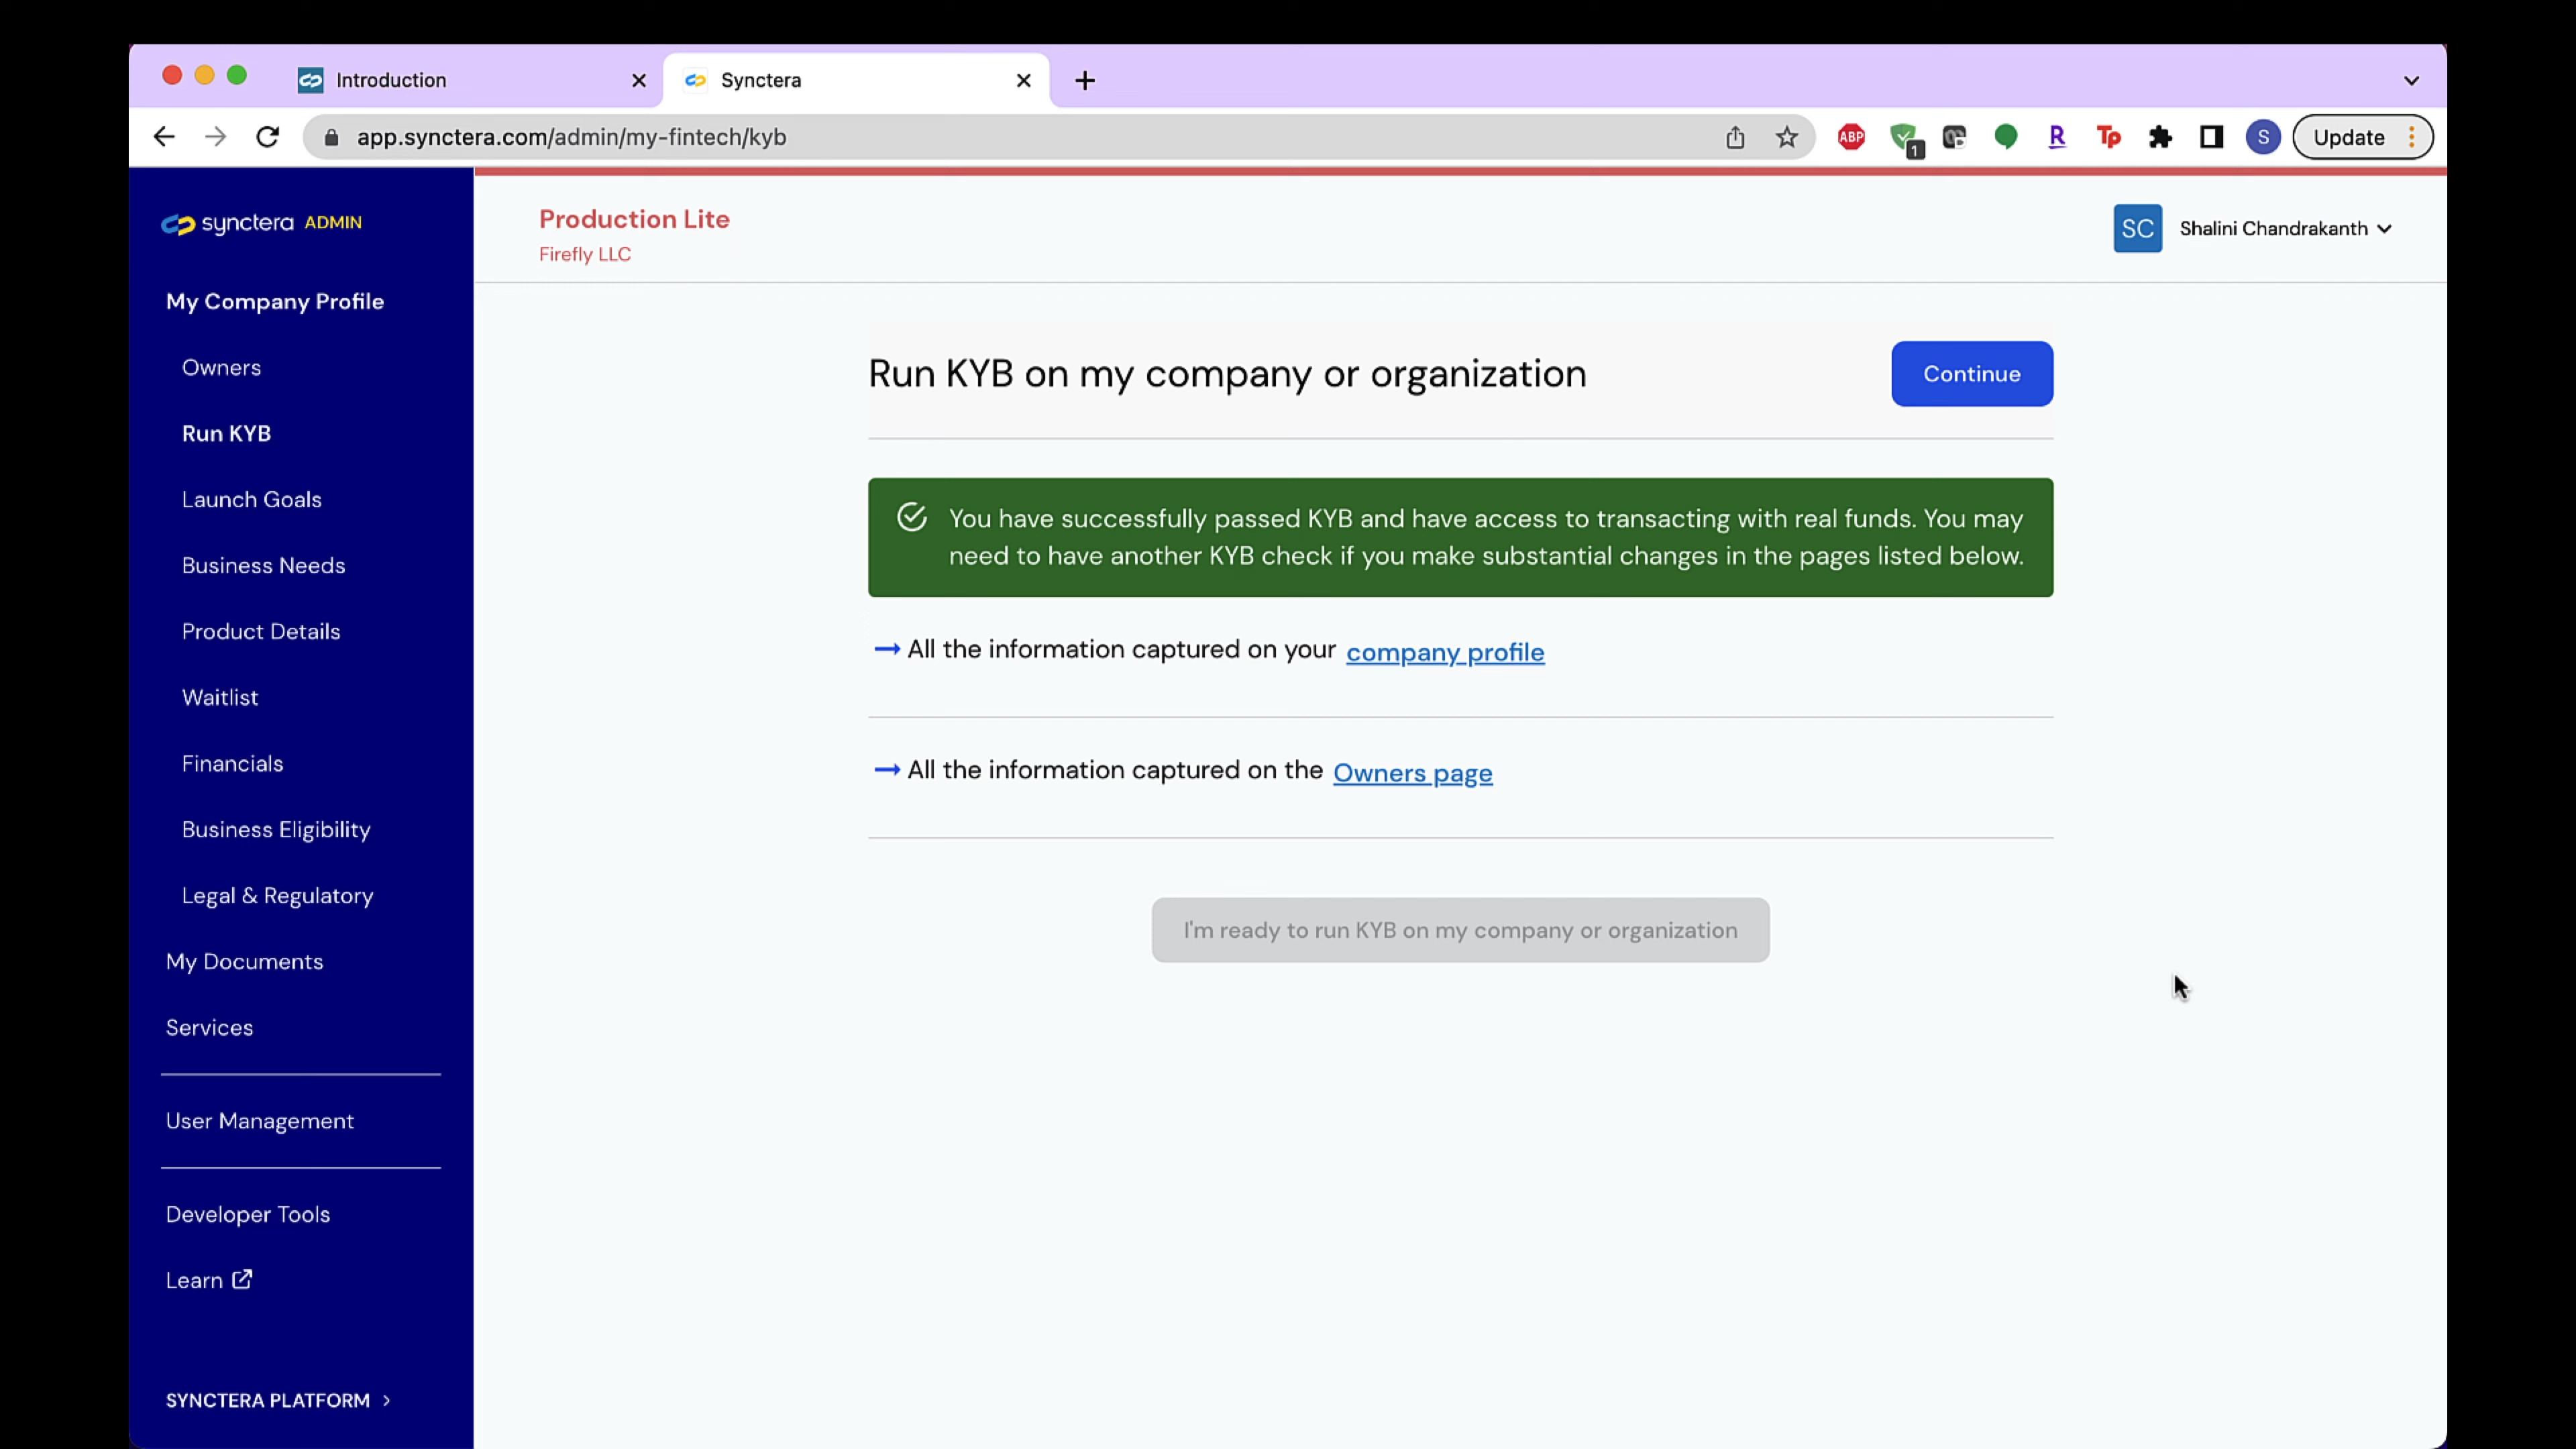 Introduction
Synctera
app.synctera.com/admin/my-fintech/kyb
ABP
1
R
Tp
S
Update
synctera ADMIN
My Company Profile
Owners
Run KYB
Launch Goals
Business Needs
Product Details
Waitlist
Financials
Business Eligibility
Legal & Regulatory
My Documents
Services
User Management
Developer Tools
Learn
SYNCTERA PLATFORM
Production Lite
Firefly LLC
SC
Shalini Chandrakanth
Run KYB on my company or organization
Continue
You have successfully passed KYB and have access to transacting with real funds. You may
need to have another KYB check if you make substantial changes in the pages listed below.
All the information captured on your company profile
All the information captured on the Owners page
I'm ready to run KYB on my company or organization